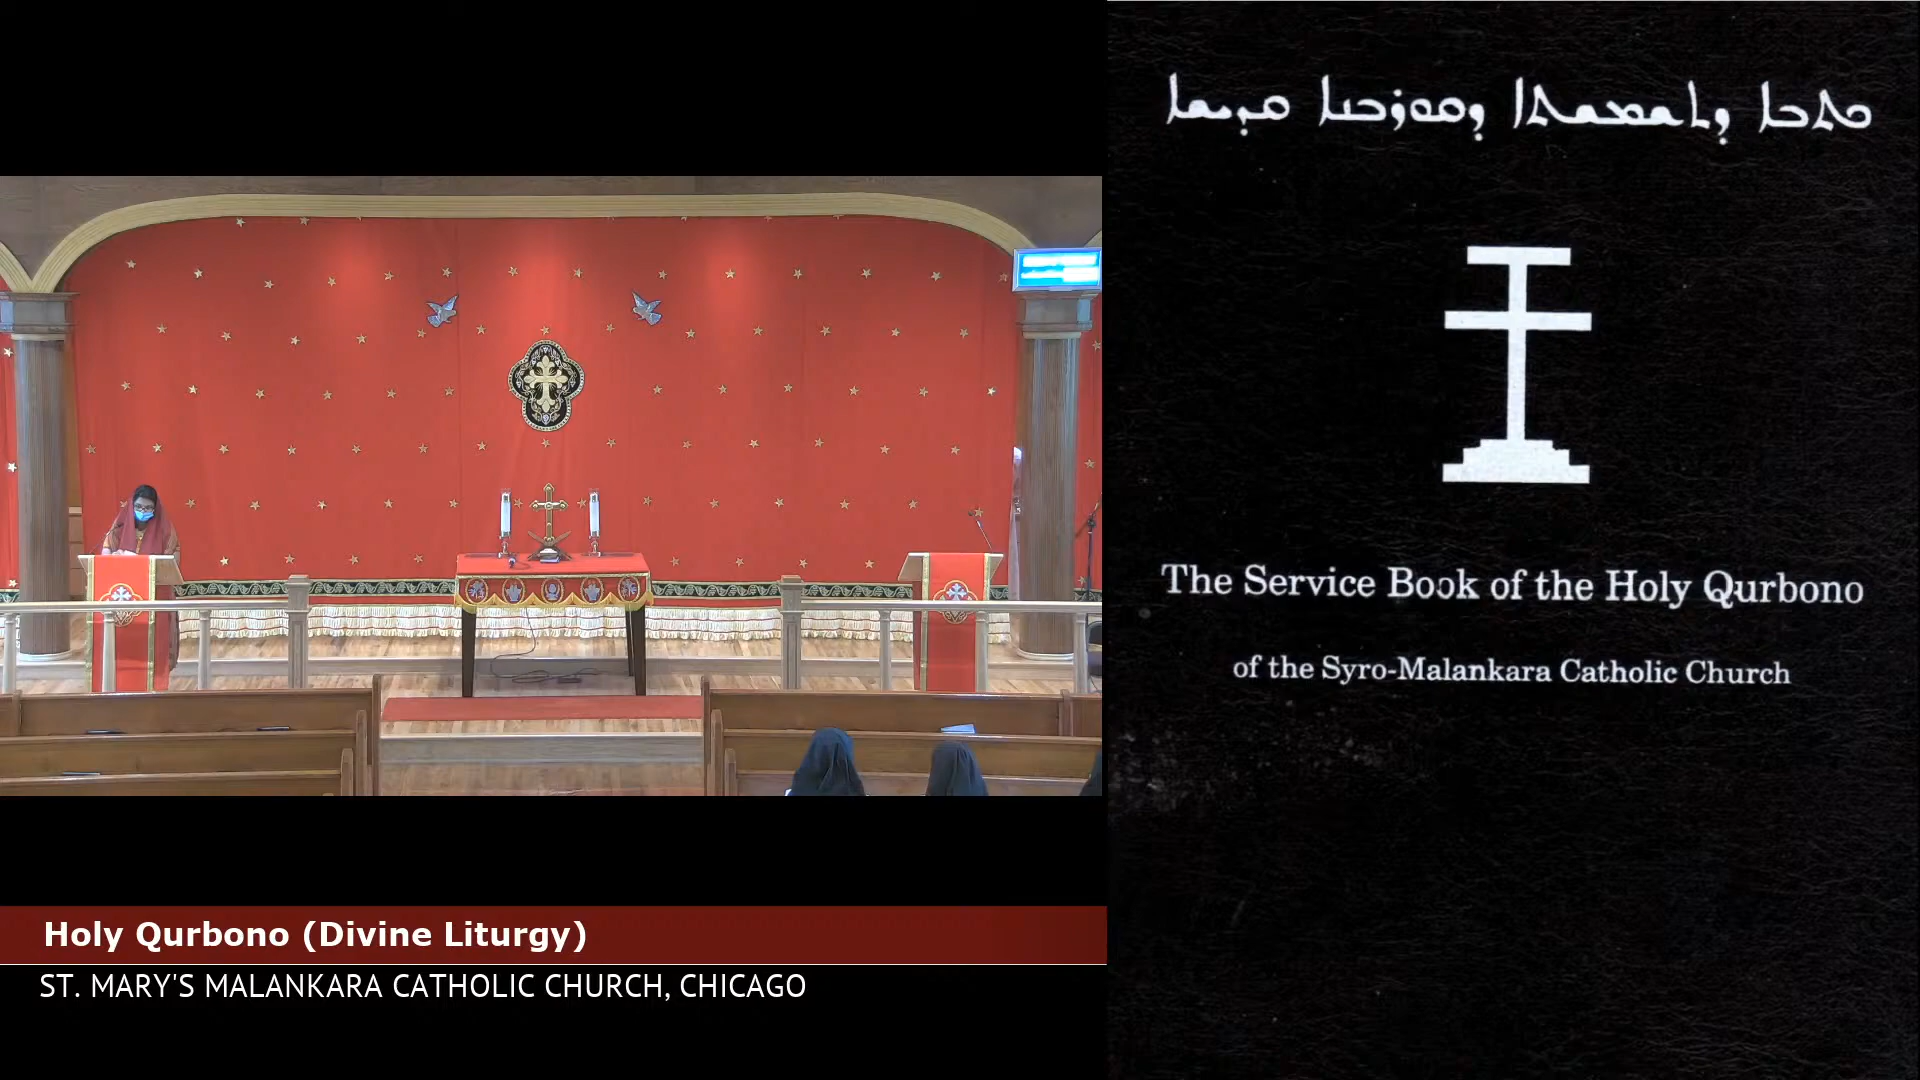 ܟܬܒܐ ܕܬܫܡܫܬܐ ܕܩܘܪܒܢܐ ܩܕܝܫܐ
The Service Book of the Holy Qurbono
of the Syro-Malankara Catholic Church
Holy Qurbono (Divine Liturgy)
ST. MARY'S MALANKARA CATHOLIC CHURCH, CHICAGO